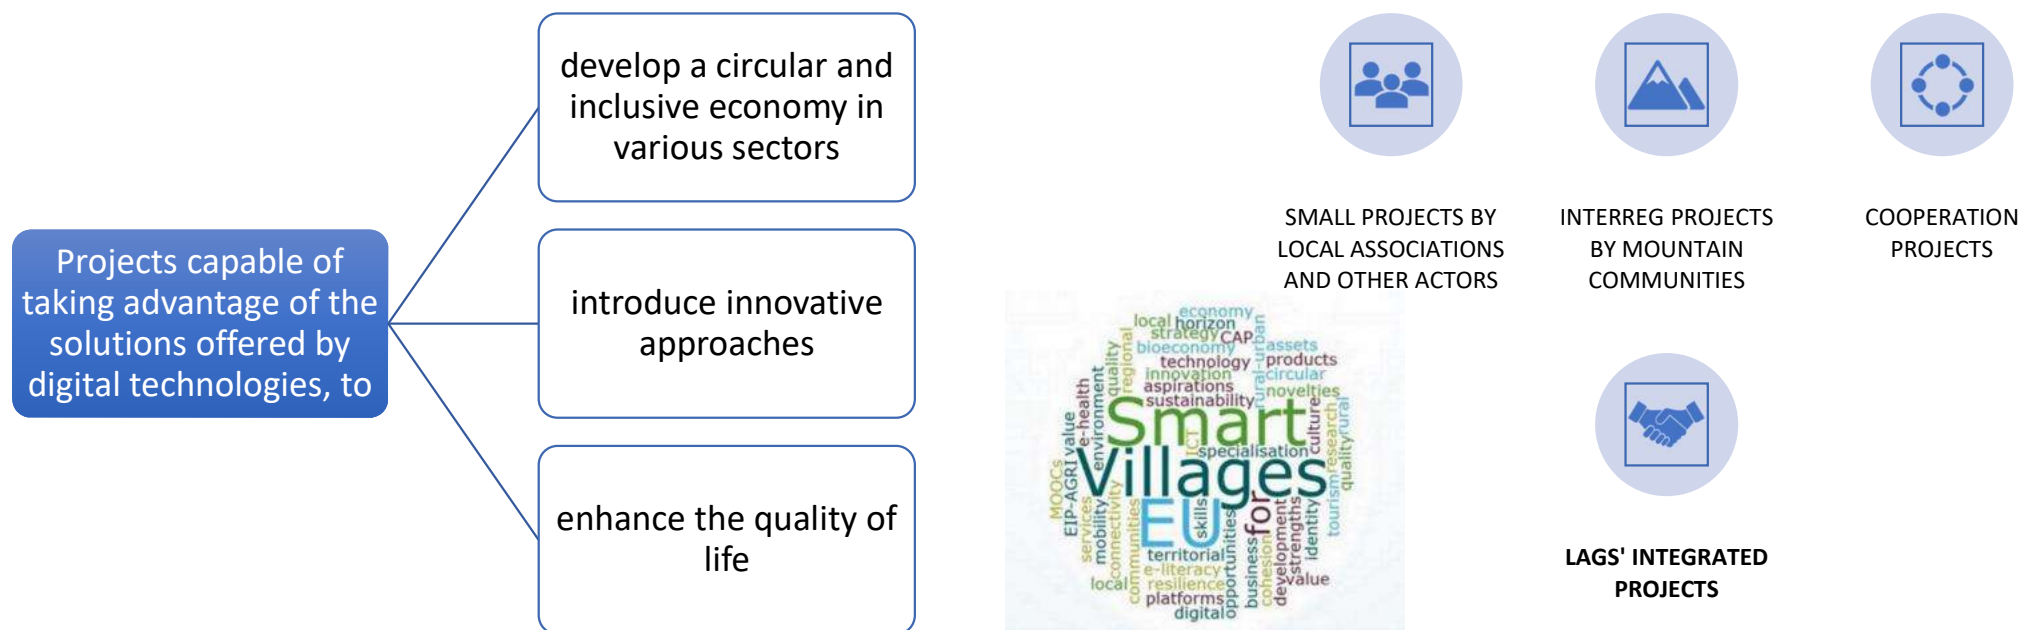 Projects capable of
taking advantage of the
solutions offered by
digital technologies, to
develop a circular and
inclusive economy in
various sectors
introduce innovative
approaches
enhance the quality of
life
SMALL PROJECTS BY
LOCAL ASSOCIATIONS
AND OTHER ACTORS
INTERREG PROJECTS
BY MOUNTAIN
COMMUNITIES
COOPERATION
PROJECTS
LAGS' INTEGRATED
PROJECTS
economy
local
horizon
strategy
CAP
bioeconomy
assets
technology
products
innovation
circular
aspirations
novelties
sustainability
quality
regional
rural-urban
e-health
environment
value
Smart
ICT
specialisation
culture
research
rural
quality
tourism
Villages
MOOCs
EIP-AGRI
services
mobility
connectivity
communities
EU
skills
for
opportunities
business
cohesion
development
strengths
identity
territorial
e-literacy
local
resilience
value
platforms
digital